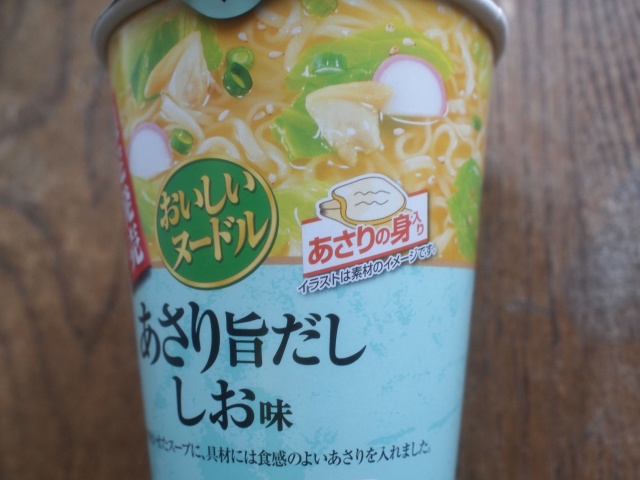 おいしい
ヌードル
あさりの身入り
イラストは素材のイメージです。
あさり旨だし
しお味
せたスープに、具材には食感のよいあさりを入れました。